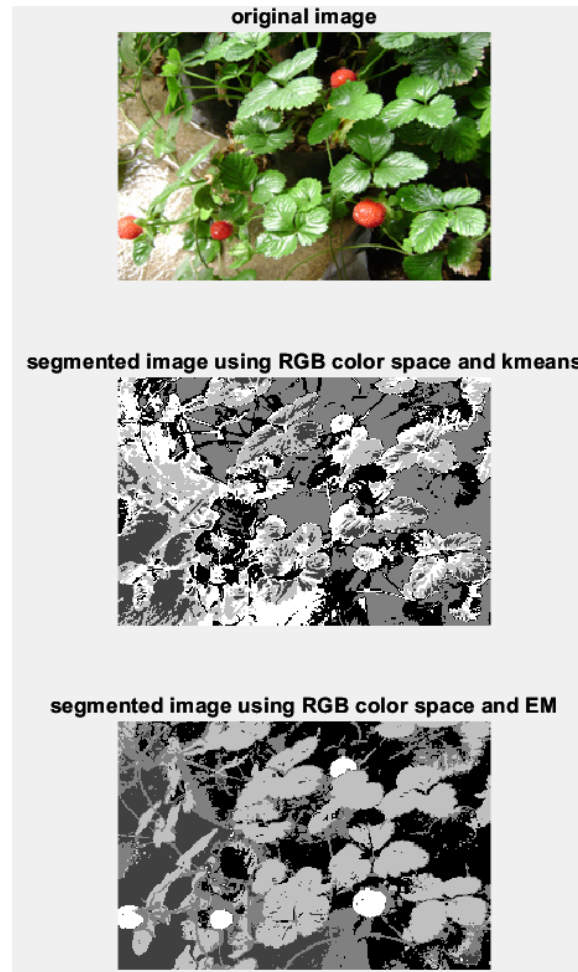 original image
segmented image using RGB color space and kmeans
segmented image using RGB color space and EM